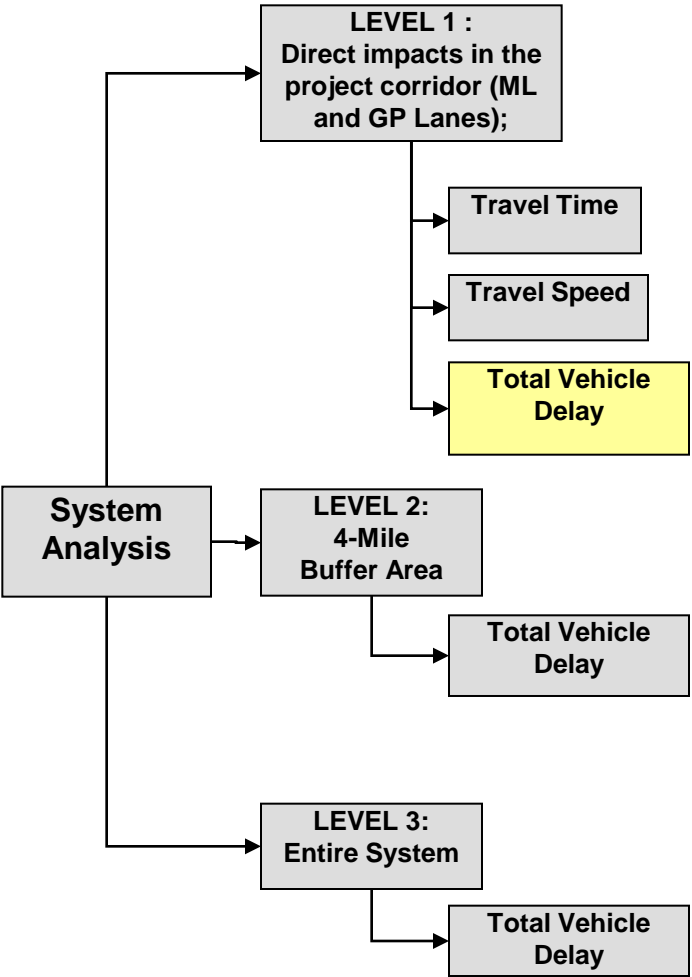 LEVEL 1 :
Direct impacts in the
project corridor (ML
and GP Lanes);
Travel Time
Travel Speed
Total Vehicle
Delay
System
Analysis
LEVEL 2:
4-Mile
Buffer Area
Total Vehicle
Delay
LEVEL 3:
Entire System
Total Vehicle
Delay